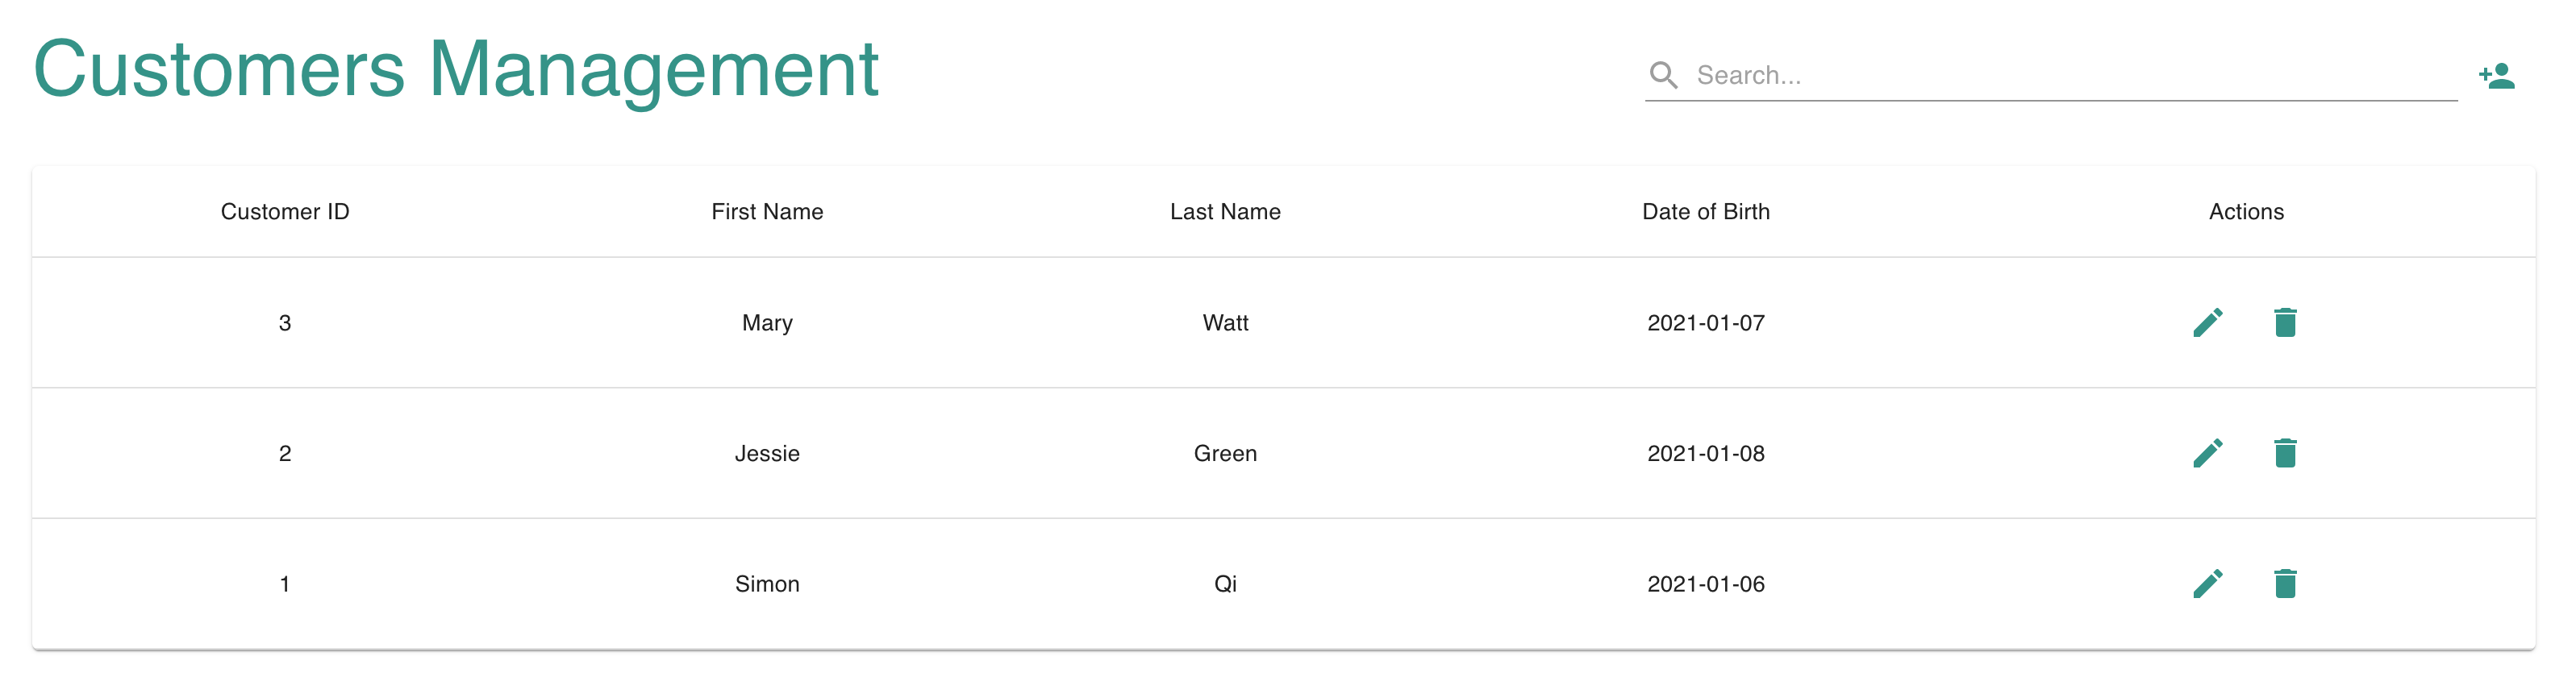 Customers Management
Search...
Customer ID First Name Last Name Date of Birth Actions
3 Mary Watt 2021-01-07
2 Jessie Green 2021-01-08
1 Simon Qi 2021-01-06